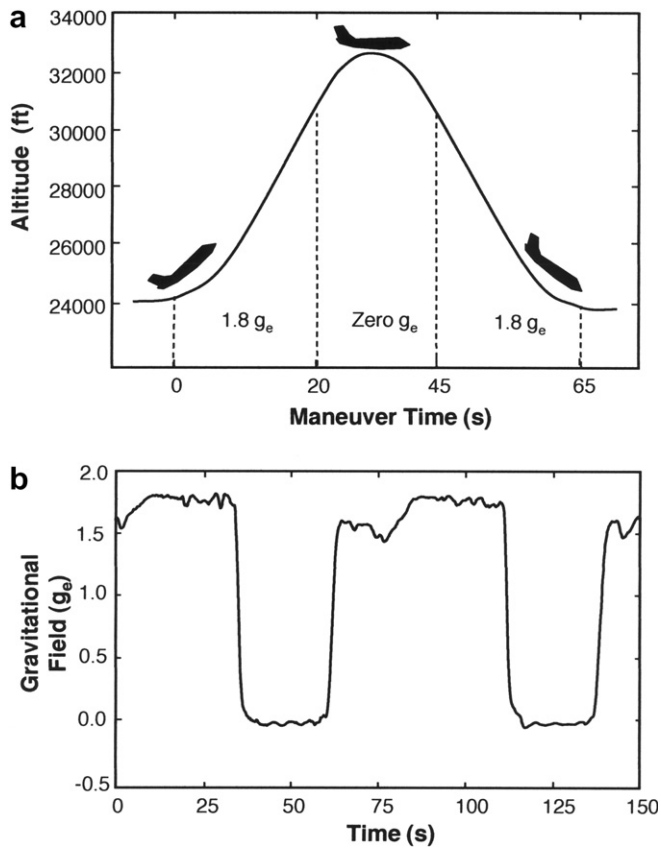 a
34000
32000
30000
28000
26000
24000
Altitude (ft)
1.8 ge
Zero ge
1.8 ge
0
20
45
65
Maneuver Time (s)
b
2.0
1.5
1.0
0.5
0.0
-0.5
Gravitational
Field (ge)
0
25
50
75
100
125
150
Time (s)